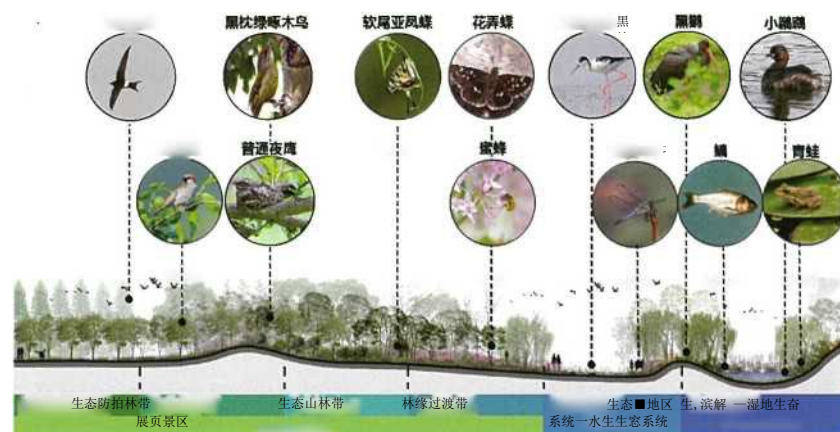 黑枕绿啄木鸟 软尾亚凤蝶 花弄蝶 黑 黑鹳 小䴙䴘
普通夜鹰 蜜蜂 鳙 青蛙
生态防拍林带 生态山林带 林缘过渡带 生态■地区 生,滨解 一湿地生奋
展页景区 系统一水生生窓系统